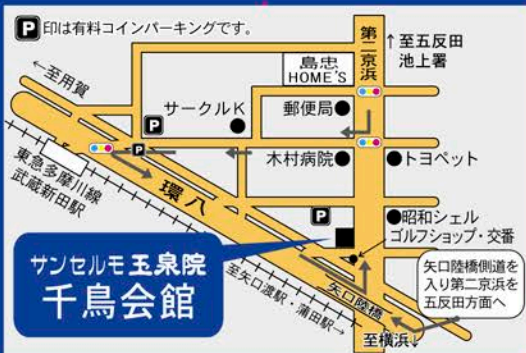 P 印は有料コインパーキングです。
第二京浜
↑至五反田
池上署
島忠
HOME'S
←至用賀
サークルK
郵便局
P
P
木村病院
トヨペット
東急多摩川線
武蔵新田駅
環八
P
昭和シェル
ゴルフショップ・交番
サンセルモ玉泉院
千鳥会館
矢口陸橋側道を
入り第二京浜を
五反田方面へ
至矢口渡駅・蒲田駅→
矢口陸橋
至横浜↓